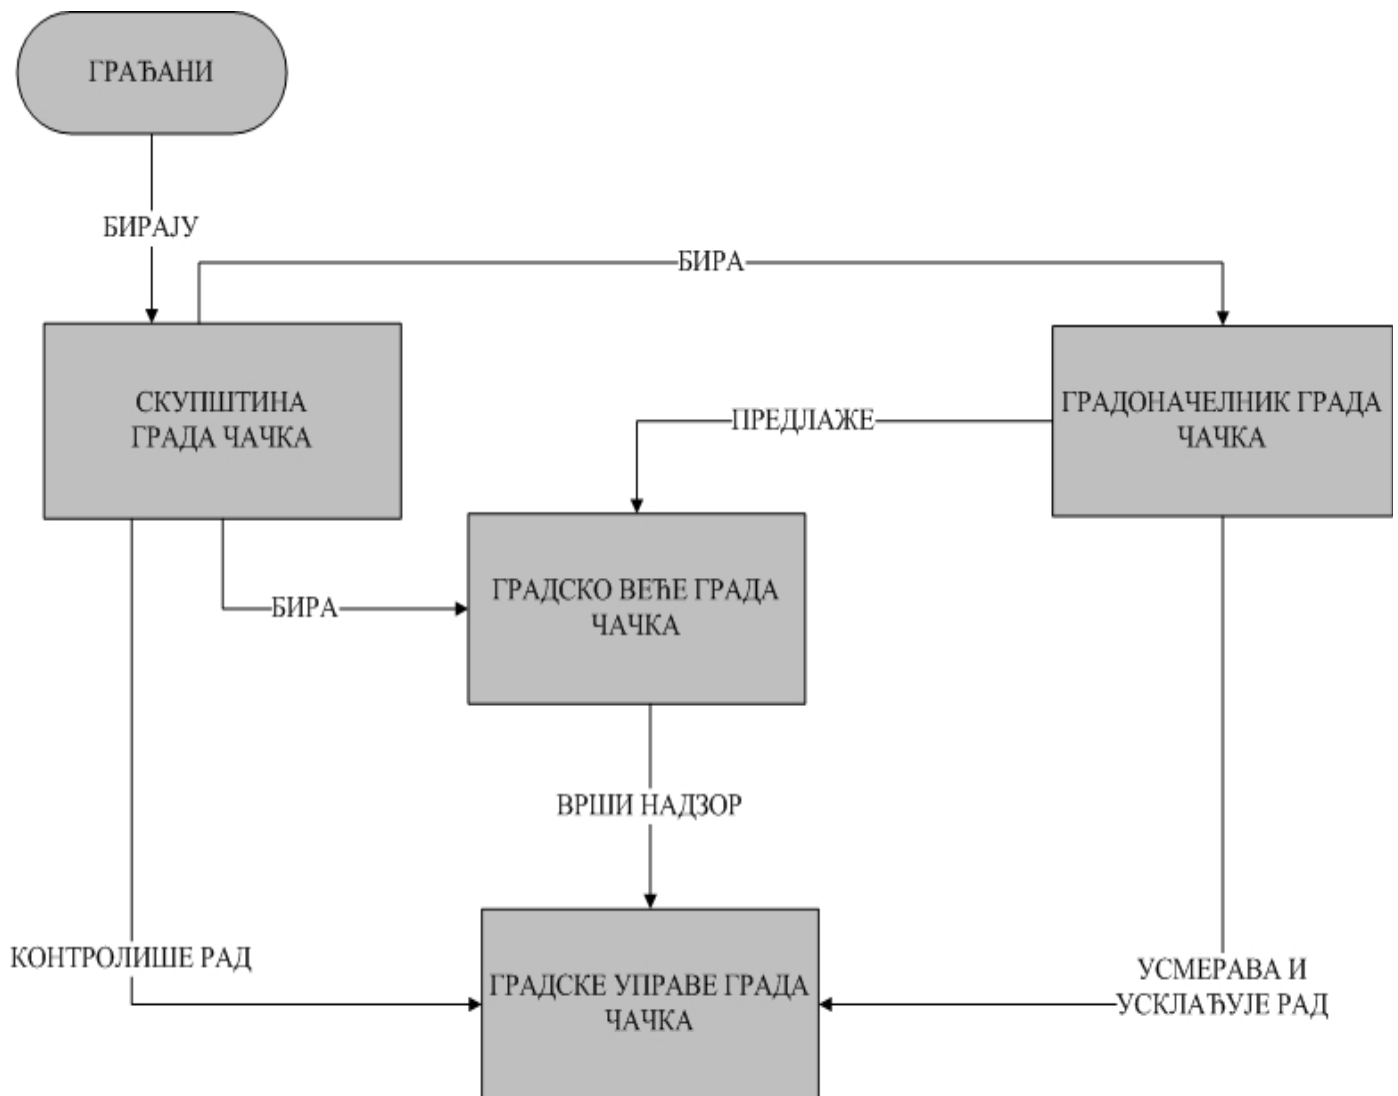 ГРАЂАНИ
БИРАЈУ
БИРА
СКУПШТИНА
ГРАДА ЧАЧКА
ГРАДОНАЧЕЛНИК ГРАДА
ЧАЧКА
ПРЕДЛАЖЕ
ГРАДСКО ВЕЋЕ ГРАДА
ЧАЧКА
БИРА
ВРШИ НАДЗОР
КОНТРОЛИШЕ РАД
ГРАДСКЕ УПРАВЕ ГРАДА
ЧАЧКА
УСМЕРАВА И
УСКЛАЂУЈЕ РАД